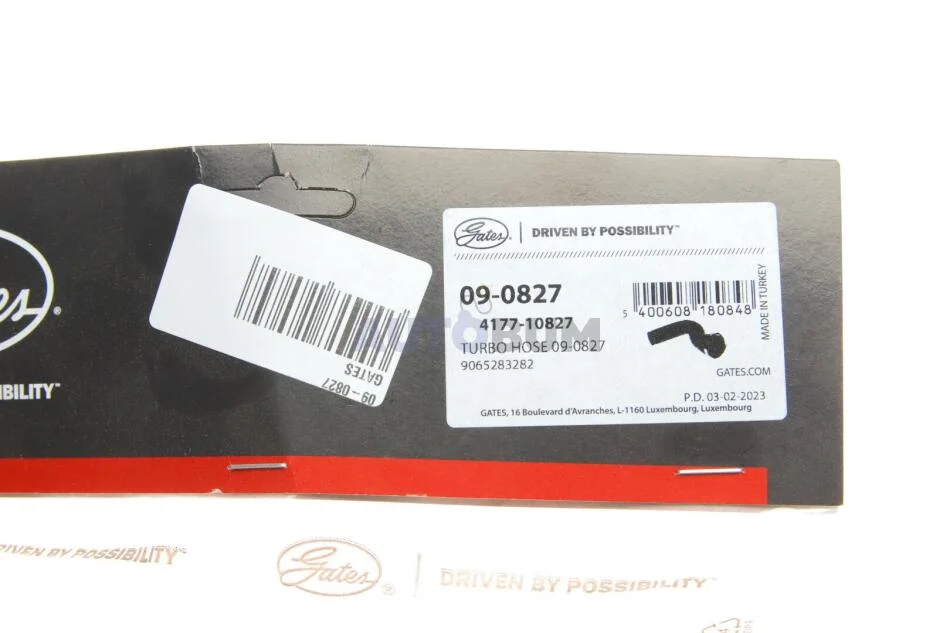 Gates® | DRIVEN BY POSSIBILITY™
09-0827
5 400608 180848
MADE IN TURKEY
4177-10827
TURBO HOSE 09-0827
9065283282
GATES.COM
P.D. 03-02-2023
GATES, 16 Boulevard d'Avranches, L-1160 Luxembourg, Luxembourg
GATES
09-0827
AUTOBUM
es®
SIBILITY™
DRIVEN BY POSSIBILITY™
Gates® | DRIVEN BY POSSIBILITY™